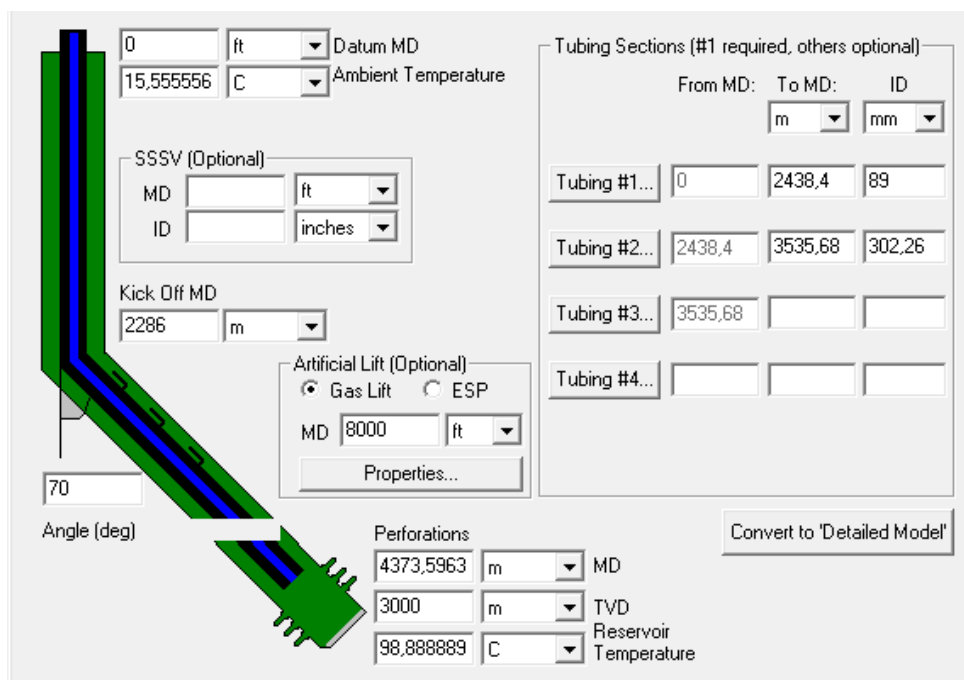 0 ft Datum MD
15,555556 C Ambient Temperature
SSSV (Optional)
MD ft
ID inches
Kick Off MD
2286 m
Artificial Lift (Optional)
Gas Lift ESP
MD 8000 ft
Properties...
70
Angle (deg)
Perforations
4373,5963 m MD
3000 m TVD
98,888889 C Reservoir Temperature
Tubing Sections (#1 required, others optional)
From MD: To MD: ID
m mm
Tubing #1... 0 2438,4 89
Tubing #2... 2438,4 3535,68 302,26
Tubing #3... 3535,68
Tubing #4...
Convert to 'Detailed Model'